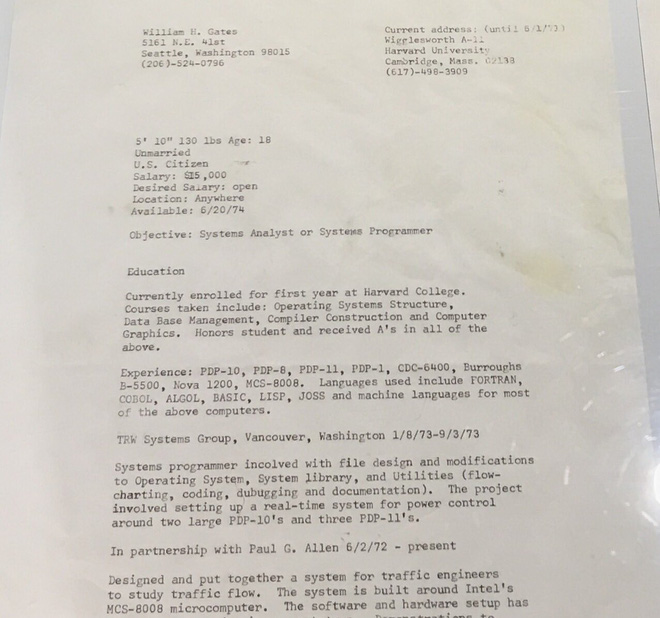 William H. Gates
5161 N.E. 41st
Seattle, Washington 98015
(206)-524-0796
Current address: (until 6/1/73)
Wigglesworth A-11
Harvard University
Cambridge, Mass. 02138
(617)-498-3909
5' 10" 130 lbs Age: 18
Unmarried
U.S. Citizen
Salary: $15,000
Desired Salary: open
Location: Anywhere
Available: 6/20/74
Objective: Systems Analyst or Systems Programmer
Education
Currently enrolled for first year at Harvard College.
Courses taken include: Operating Systems Structure,
Data Base Management, Compiler Construction and Computer
Graphics. Honors student and received A's in all of the
above.
Experience: PDP-10, PDP-8, PDP-11, PDP-1, CDC-6400, Burroughs
B-5500, Nova 1200, MCS-8008. Languages used include FORTRAN,
COBOL, ALGOL, BASIC, LISP, JOSS and machine languages for most
of the above computers.
TRW Systems Group, Vancouver, Washington 1/8/73-9/3/73
Systems programmer incolved with file design and modifications
to Operating System, System library, and Utilities (flow-
charting, coding, dubugging and documentation). The project
involved setting up a real-time system for power control
around two large PDP-10's and three PDP-11's.
In partnership with Paul G. Allen 6/2/72 - present
Designed and put together a system for traffic engineers
to study traffic flow. The system is built around Intel's
MCS-8008 microcomputer. The software and hardware setup has